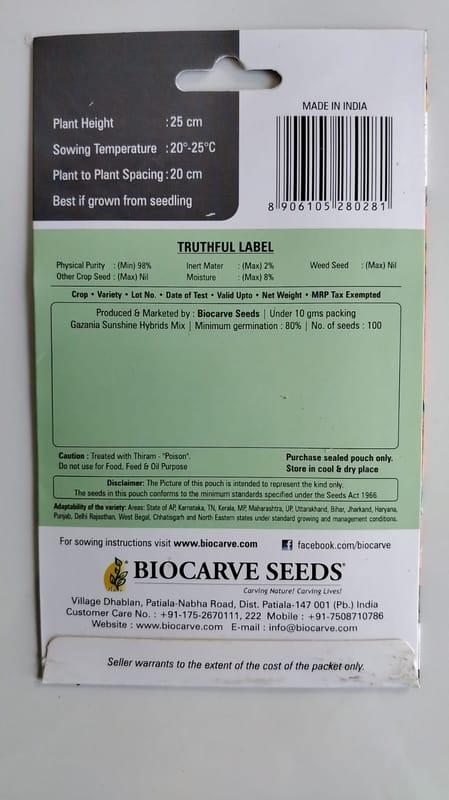 MADE IN INDIA
Plant Height : 25 cm
Sowing Temperature : 20°-25°C
Plant to Plant Spacing : 20 cm
Best if grown from seedling
8 906105 280281
TRUTHFUL LABEL
Physical Purity : (Min) 98% Inert Mater : (Max) 2% Weed Seed : (Max) Nil
Other Crop Seed : (Max) Nil Moisture : (Max) 8%
Crop • Variety • Lot No. • Date of Test • Valid Upto • Net Weight • MRP Tax Exempted
Produced & Marketed by : Biocarve Seeds | Under 10 gms packing
Gazania Sunshine Hybrids Mix | Minimum germination : 80% | No. of seeds : 100
Caution : Treated with Thiram - "Poison". Purchase sealed pouch only.
Do not use for Food, Feed & Oil Purpose Store in cool & dry place
Disclaimer: The Picture of this pouch is intended to represent the kind only.
The seeds in this pouch conforms to the minimum standards specified under the Seeds Act 1966
Adaptability of the variety: Areas: State of AP, Karnataka, TN, Kerala, MP, Maharashtra, UP, Uttarakhand, Bihar, Jharkand, Haryana,
Punjab, Delhi Rajasthan, West Begal, Chhatisgarh and North Eastern states under standard growing and management conditions.
For sowing instructions visit www.biocarve.com f facebook.com/biocarve
BIOCARVE SEEDS®
Carving Nature! Carving Lives!
Village Dhablan, Patiala-Nabha Road, Dist. Patiala-147 001 (Pb.) India
Customer Care No. : +91-175-2670111, 222 Mobile : +91-7508710786
Website : www.biocarve.com E-mail : info@biocarve.com
Seller warrants to the extent of the cost of the packet only.